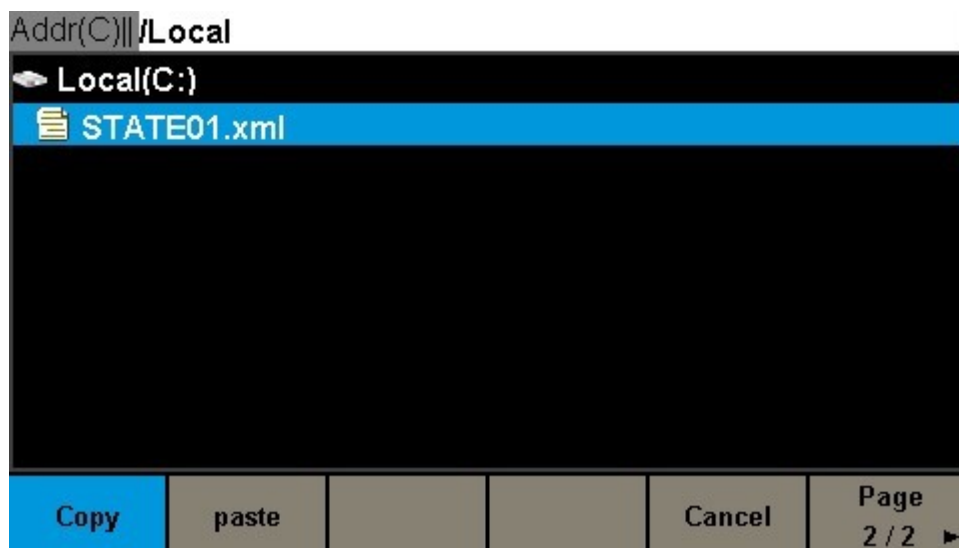 Addr(C)|| /Local
Local(C:)
STATE01.xml
Copy
paste
Cancel
Page
2 / 2